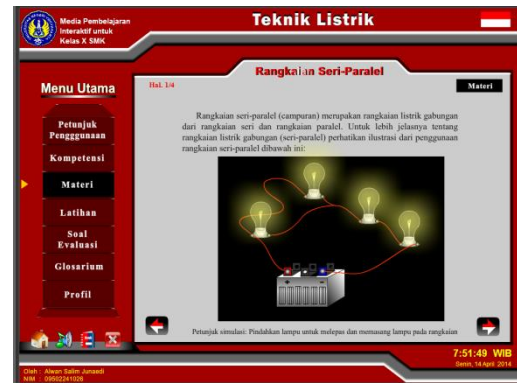 Media Pembelajaran
Interaktif untuk
Kelas X SMK
Teknik Listrik
Rangkaian Seri-Paralel
Menu Utama
Hal. 1/4
Materi
Petunjuk
Pengggunaan
Kompetensi
Materi
Latihan
Soal
Evaluasi
Glosarium
Profil
Rangkaian seri-paralel (campuran) merupakan rangkaian listrik gabungan
dari rangkaian seri dan rangkaian paralel. Untuk lebih jelasnya tentang
rangkaian listrik gabungan (seri-paralel) perhatikan ilustrasi dari penggunaan
rangkaian seri-paralel dibawah ini:
Petunjuk simulasi: Pindahkan lampu untuk melepas dan memasang lampu pada rangkaian
7:51:49 WIB
Senin, 14 April 2014
Oleh : Alwan Salim Junaedi
NIM : 09502241026